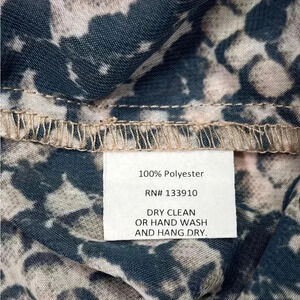 100% Polyester
RN# 133910
DRY CLEAN
OR HAND WASH
AND HANG DRY.